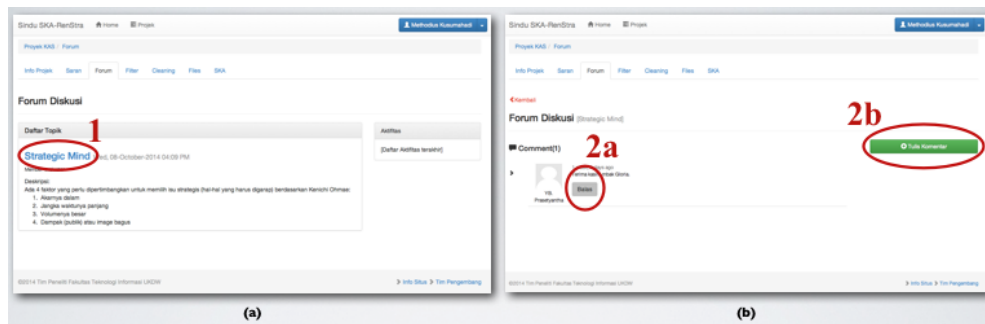 Sindu SKA-RenStra Home Projek Methodius Kusumahadi
Proyek KAS / Forum
Info Projek Saran Forum Filter Cleaning Files SKA
Forum Diskusi
Daftar Topik
1
Strategic Mind Wed, 08-October-2014 04:09 PM
Deskripsi:
Ada 4 faktor yang perlu dipertimbangkan untuk memilih isu strategis (hal-hal yang harus digarap) berdasarkan Kenichi Ohmae:
1. Akarnya dalam
2. Jangka waktunya panjang
3. Volumenya besar
4. Dampak (publik) atau image bagus
Aktifitas
[Daftar Aktifitas terakhir]
©2014 Tim Peneliti Fakultas Teknologi Informasi UKDW Info Situs Tim Pengembang
(a)
Sindu SKA-RenStra Home Projek Methodius Kusumahadi
Proyek KAS / Forum
Info Projek Saran Forum Filter Cleaning Files SKA
Kembali
Forum Diskusi [Strategic Mind]
2b
Tulis Komentar
Comment(1)
2a
Balas
YB.
Prasetyantha
©2014 Tim Peneliti Fakultas Teknologi Informasi UKDW Info Situs Tim Pengembang
(b)